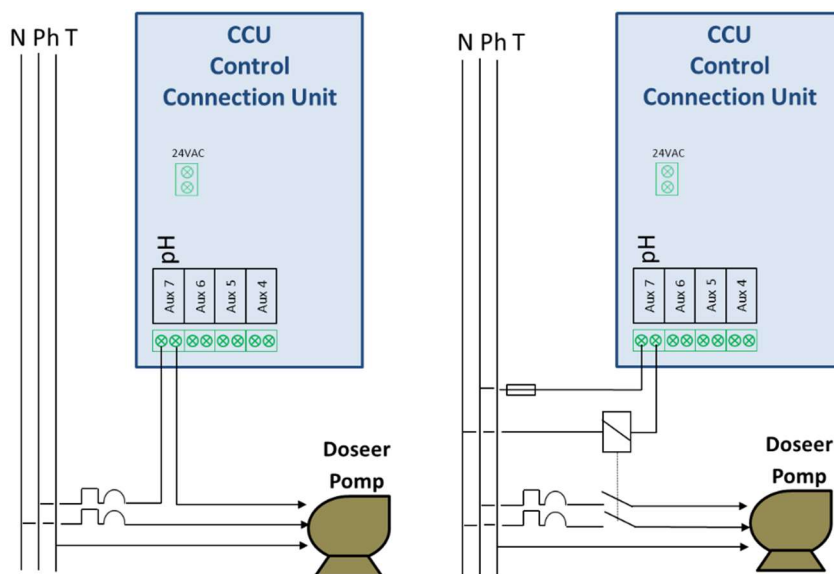 N Ph T
CCU
Control
Connection Unit
24VAC
pH
Aux 7
Aux 6
Aux 5
Aux 4
Doseer
Pomp
N Ph T
CCU
Control
Connection Unit
24VAC
pH
Aux 7
Aux 6
Aux 5
Aux 4
Doseer
Pomp